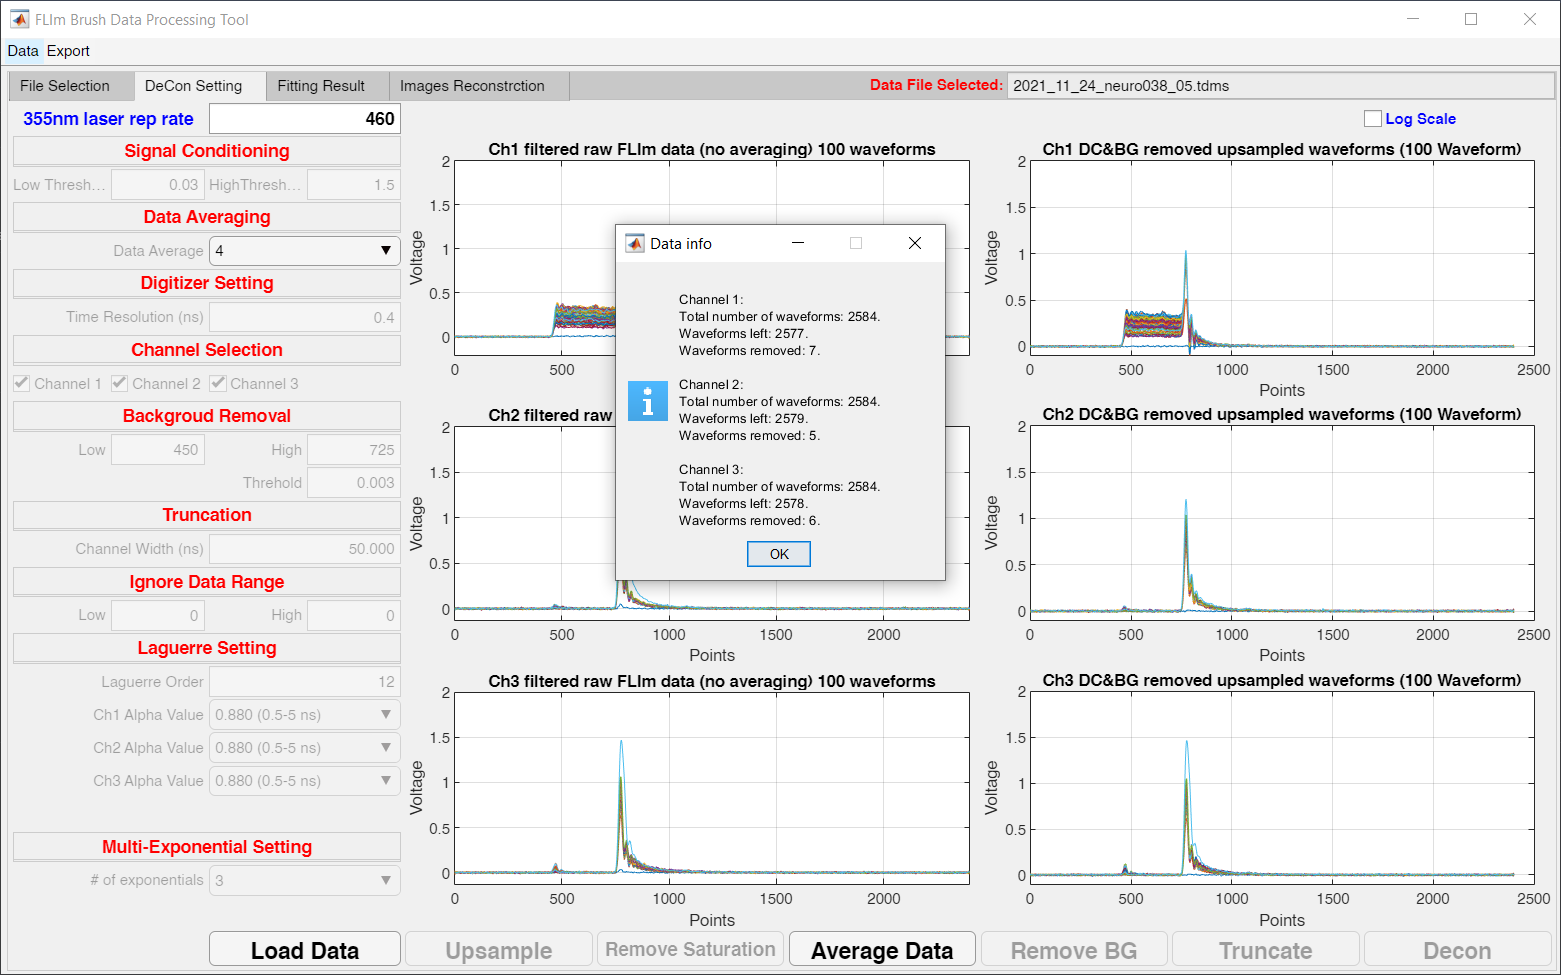 FLIm Brush Data Processing Tool
Data Export
File Selection DeCon Setting Fitting Result Images Reconstrction Data File Selected: 2021_11_24_neuro038_05.tdms
355nm laser rep rate 460
Log Scale
Signal Conditioning
Low Thresh... 0.03 HighThresh... 1.5
Data Averaging
Data Average 4
Digitizer Setting
Time Resolution (ns) 0.4
Channel Selection
Channel 1 Channel 2 Channel 3
Backgroud Removal
Low 450 High 725
Threhold 0.003
Truncation
Channel Width (ns) 50.000
Ignore Data Range
Low 0 High 0
Laguerre Setting
Laguerre Order 12
Ch1 Alpha Value 0.880 (0.5-5 ns)
Ch2 Alpha Value 0.880 (0.5-5 ns)
Ch3 Alpha Value 0.880 (0.5-5 ns)
Multi-Exponential Setting
# of exponentials 3
Ch1 filtered raw FLIm data (no averaging) 100 waveforms
2
1.5
1
0.5
0
Voltage
0 500 1000 1500 2000
Ch1 DC&BG removed upsampled waveforms (100 Waveform)
2
1.5
1
0.5
0
Voltage
0 500 1000 1500 2000 2500
Points
Data info
Channel 1:
Total number of waveforms: 2584.
Waveforms left: 2577.
Waveforms removed: 7.
Channel 2:
Total number of waveforms: 2584.
Waveforms left: 2579.
Waveforms removed: 5.
Channel 3:
Total number of waveforms: 2584.
Waveforms left: 2578.
Waveforms removed: 6.
OK
Ch2 filtered raw
2
1.5
1
0.5
0
Voltage
0 500 1000 1500 2000
Points
Ch2 DC&BG removed upsampled waveforms (100 Waveform)
2
1.5
1
0.5
0
Voltage
0 500 1000 1500 2000 2500
Points
Ch3 filtered raw FLIm data (no averaging) 100 waveforms
2
1.5
1
0.5
0
Voltage
0 500 1000 1500 2000
Points
Ch3 DC&BG removed upsampled waveforms (100 Waveform)
2
1.5
1
0.5
0
Voltage
0 500 1000 1500 2000 2500
Points
Load Data Upsample Remove Saturation Average Data Remove BG Truncate Decon